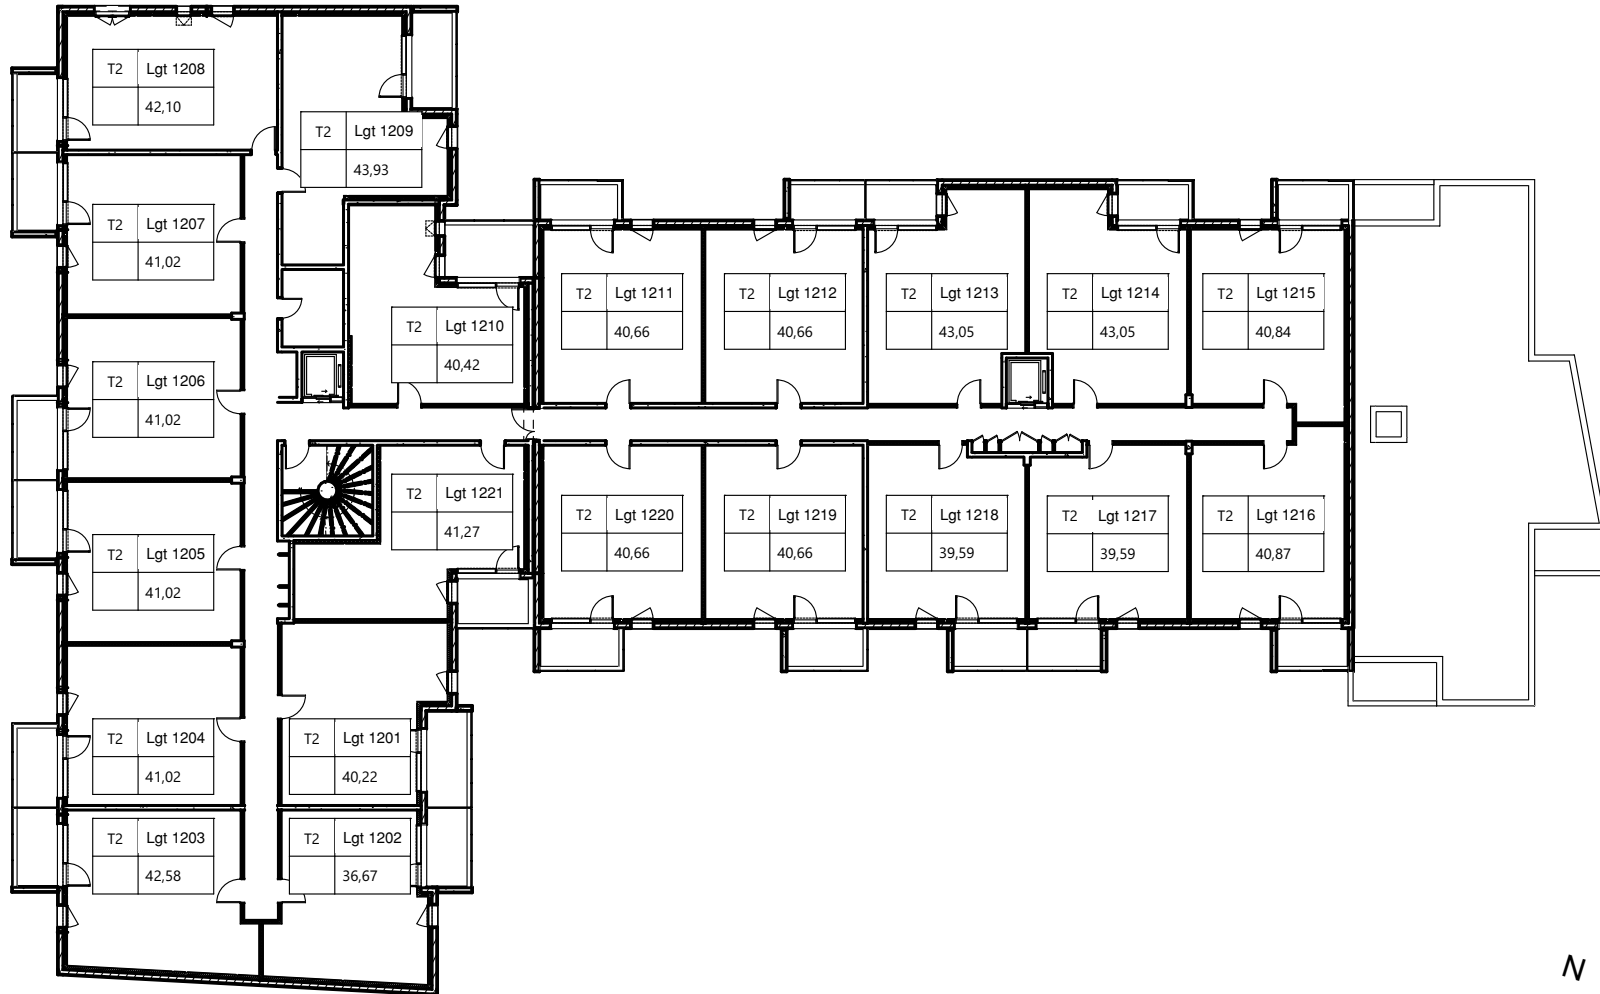 T2 Lgt 1208
42,10
T2 Lgt 1209
43,93
T2 Lgt 1207
41,02
T2 Lgt 1210
40,42
T2 Lgt 1211
40,66
T2 Lgt 1212
40,66
T2 Lgt 1213
43,05
T2 Lgt 1214
43,05
T2 Lgt 1215
40,84
T2 Lgt 1206
41,02
T2 Lgt 1205
41,02
T2 Lgt 1221
41,27
T2 Lgt 1220
40,66
T2 Lgt 1219
40,66
T2 Lgt 1218
39,59
T2 Lgt 1217
39,59
T2 Lgt 1216
40,87
T2 Lgt 1204
41,02
T2 Lgt 1201
40,22
T2 Lgt 1203
42,58
T2 Lgt 1202
36,67
N